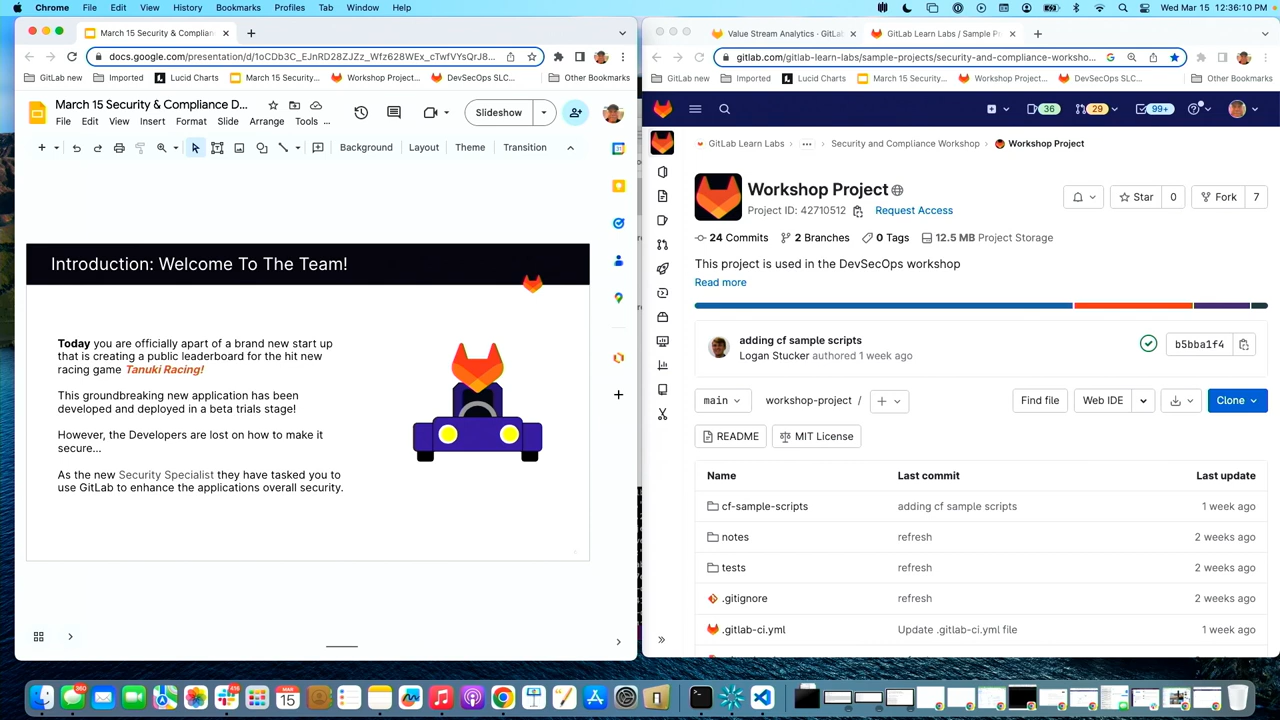 Chrome File Edit View History Bookmarks Profiles Tab Window Help
Wed Mar 15 12:36:10 PM
March 15 Security & Complian
docs.google.com/presentation/d/1oCDb3C_EJnRD28ZJZz_Wfz628WEx_cTwfVYsQrJ8...
GitLab new Imported Lucid Charts March 15 Security... Workshop Project... DevSecOps SLC... Other Bookmarks
March 15 Security & Compliance D...
File Edit View Insert Format Slide Arrange Tools ...
Slideshow
Background Layout Theme Transition
Introduction: Welcome To The Team!
Today you are officially apart of a brand new start up
that is creating a public leaderboard for the hit new
racing game Tanuki Racing!
This groundbreaking new application has been
developed and deployed in a beta trials stage!
However, the Developers are lost on how to make it
secure...
As the new Security Specialist they have tasked you to
use GitLab to enhance the applications overall security.
Value Stream Analytics · GitLab
GitLab Learn Labs / Sample P
gitlab.com/gitlab-learn-labs/sample-projects/security-and-compliance-worksho...
GitLab new Imported Lucid Charts March 15 Security... Workshop Project... DevSecOps SLC... Other Bookmarks
36 29 99+
GitLab Learn Labs ... Security and Compliance Workshop Workshop Project
Workshop Project
Project ID: 42710512 Request Access
Star 0 Fork 7
24 Commits 2 Branches 0 Tags 12.5 MB Project Storage
This project is used in the DevSecOps workshop
Read more
adding cf sample scripts
Logan Stucker authored 1 week ago
b5bba1f4
main workshop-project / + Find file Web IDE Clone
README MIT License
Name Last commit Last update
cf-sample-scripts adding cf sample scripts 1 week ago
notes refresh 2 weeks ago
tests refresh 2 weeks ago
.gitignore refresh 2 weeks ago
.gitlab-ci.yml Update .gitlab-ci.yml file 1 week ago
360 416 MAR 15